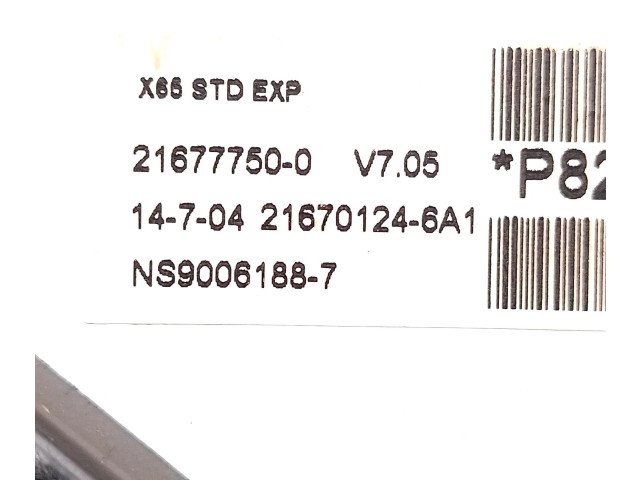 X65 STD EXP
21677750-0 V7.05
*P82
14-7-04 21670124-6A1
NS9006188-7